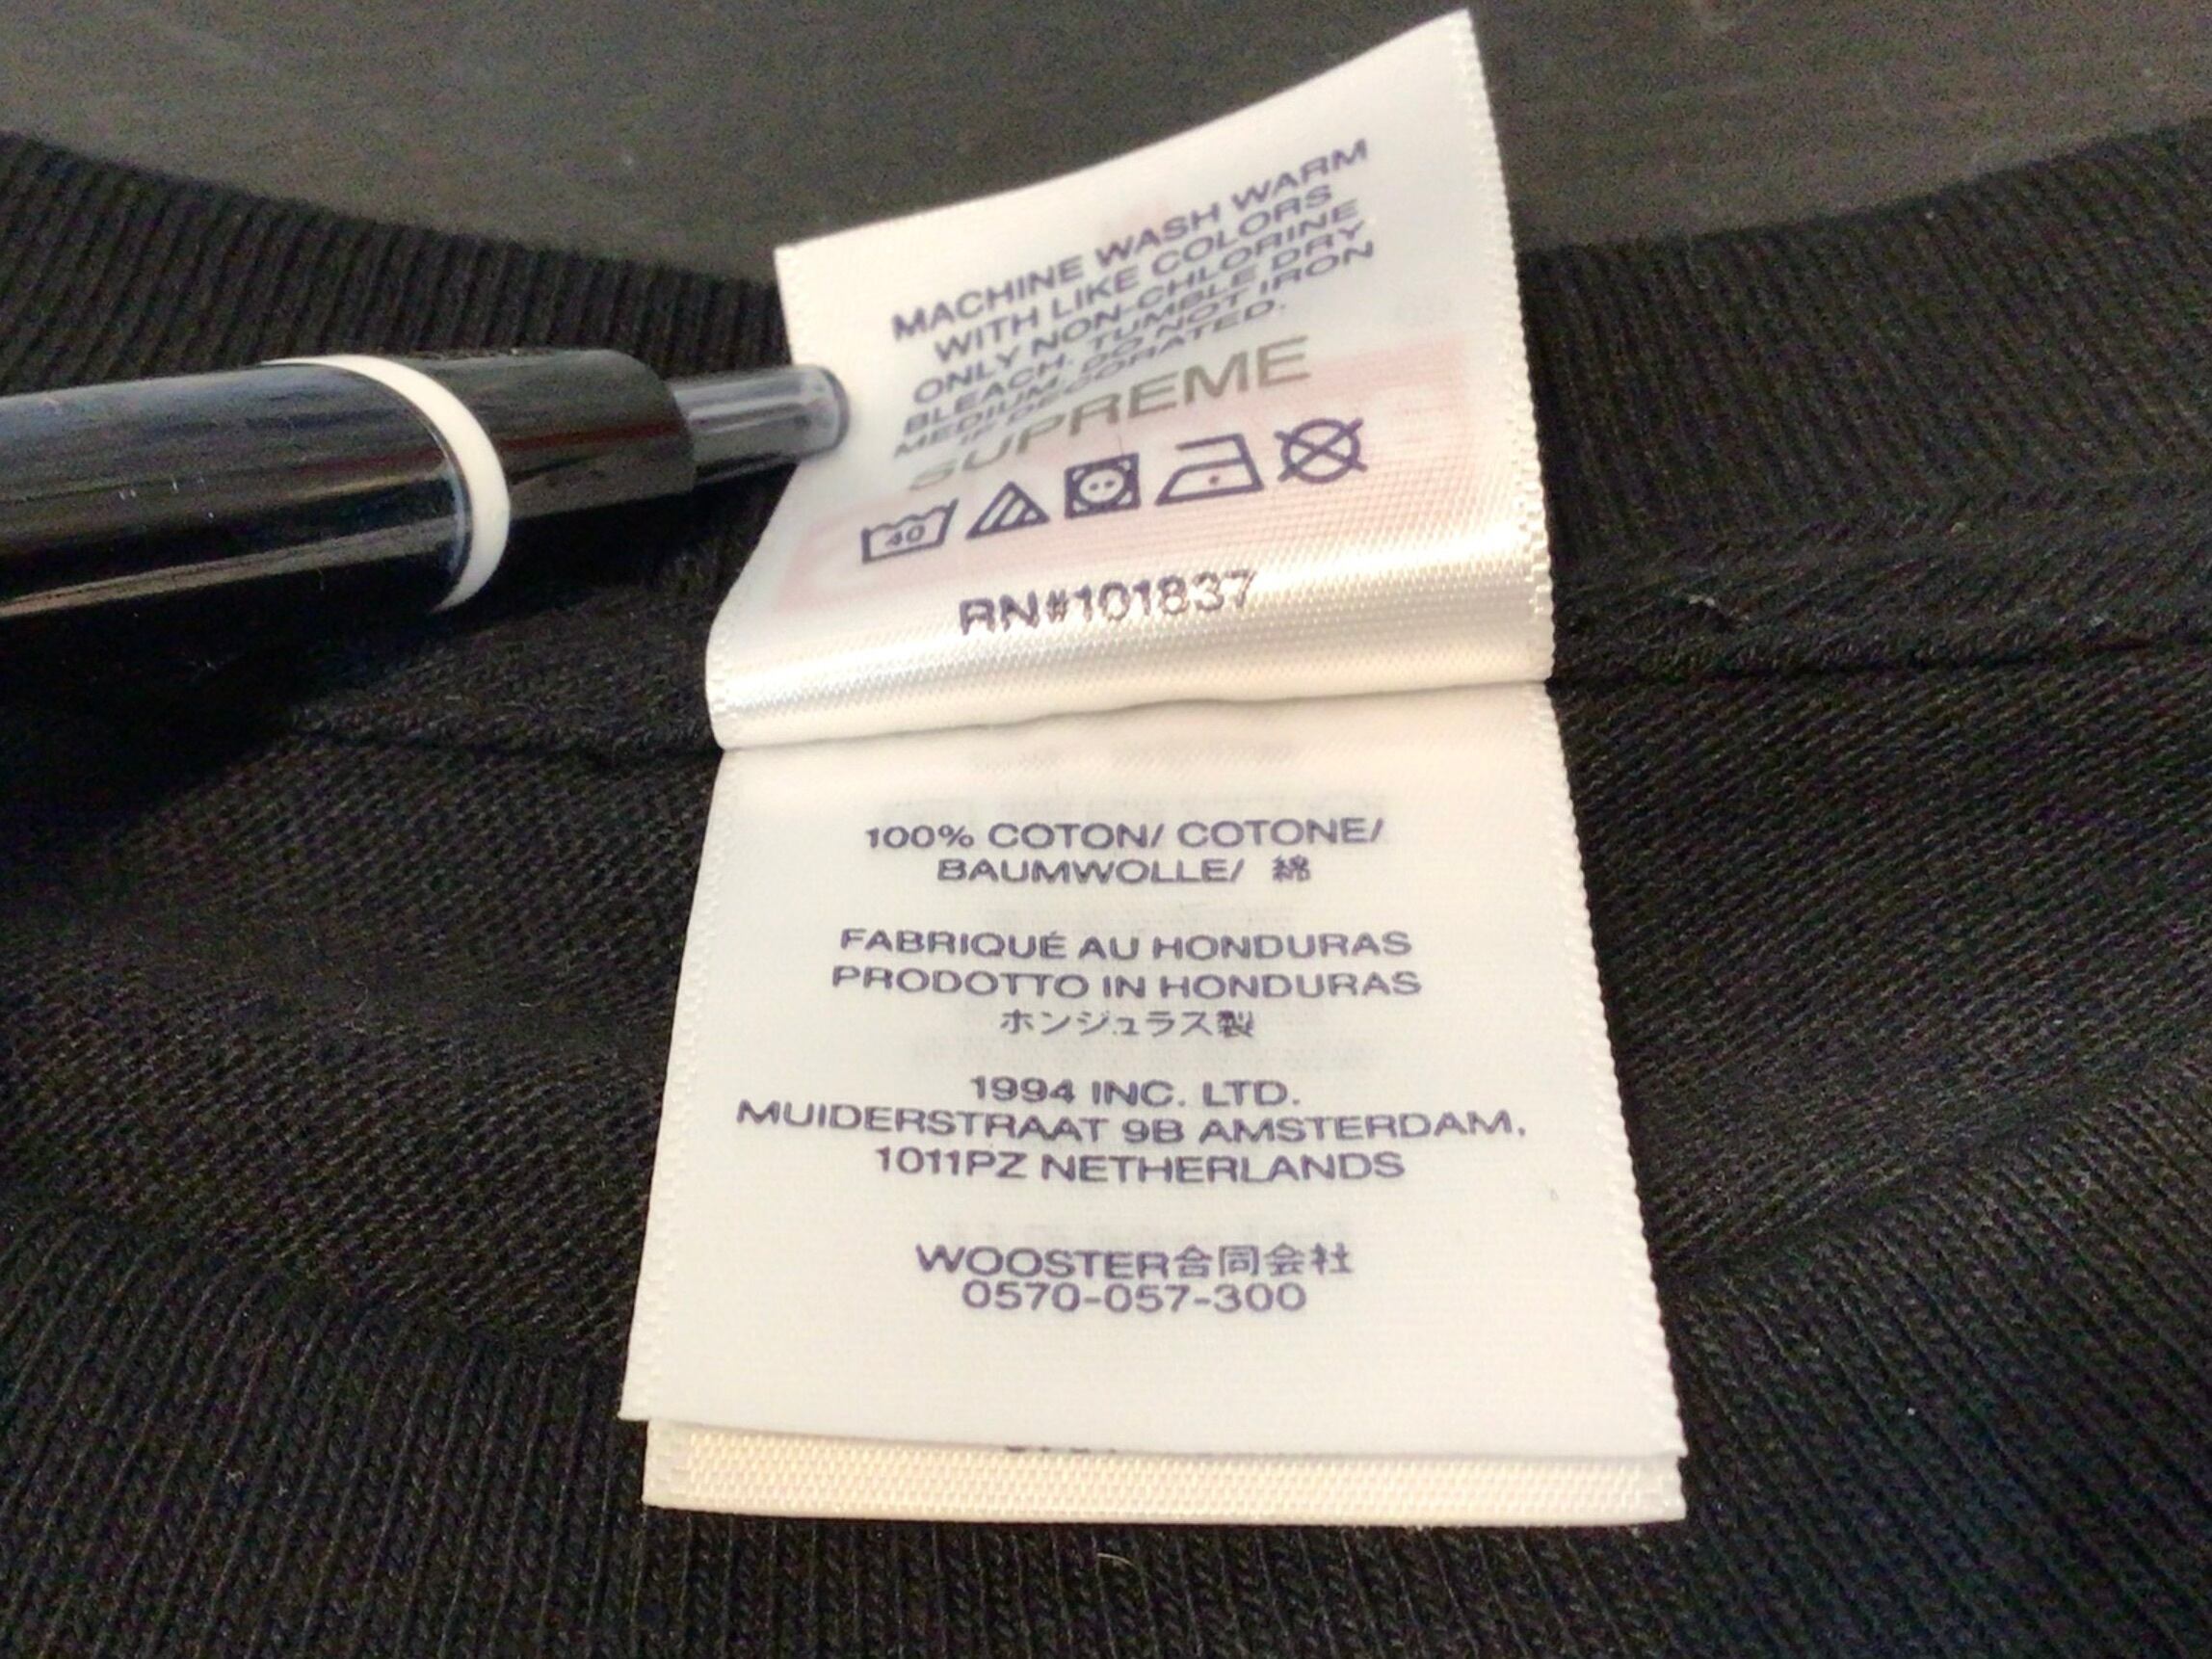 MACHINE WASH WARM
WITH LIKE COLORS
ONLY NON-CHLORINE
BLEACH. TUMBLE DRY
MEDIUM. DO NOT IRON
IF DECORATED.
SUPREME
40
RN#101837
100% COTON/ COTONE/
BAUMWOLLE/ 綿
FABRIQUÉ AU HONDURAS
PRODOTTO IN HONDURAS
ホンジュラス製
1994 INC. LTD.
MUIDERSTRAAT 9B AMSTERDAM,
1011PZ NETHERLANDS
WOOSTER合同会社
0570-057-300